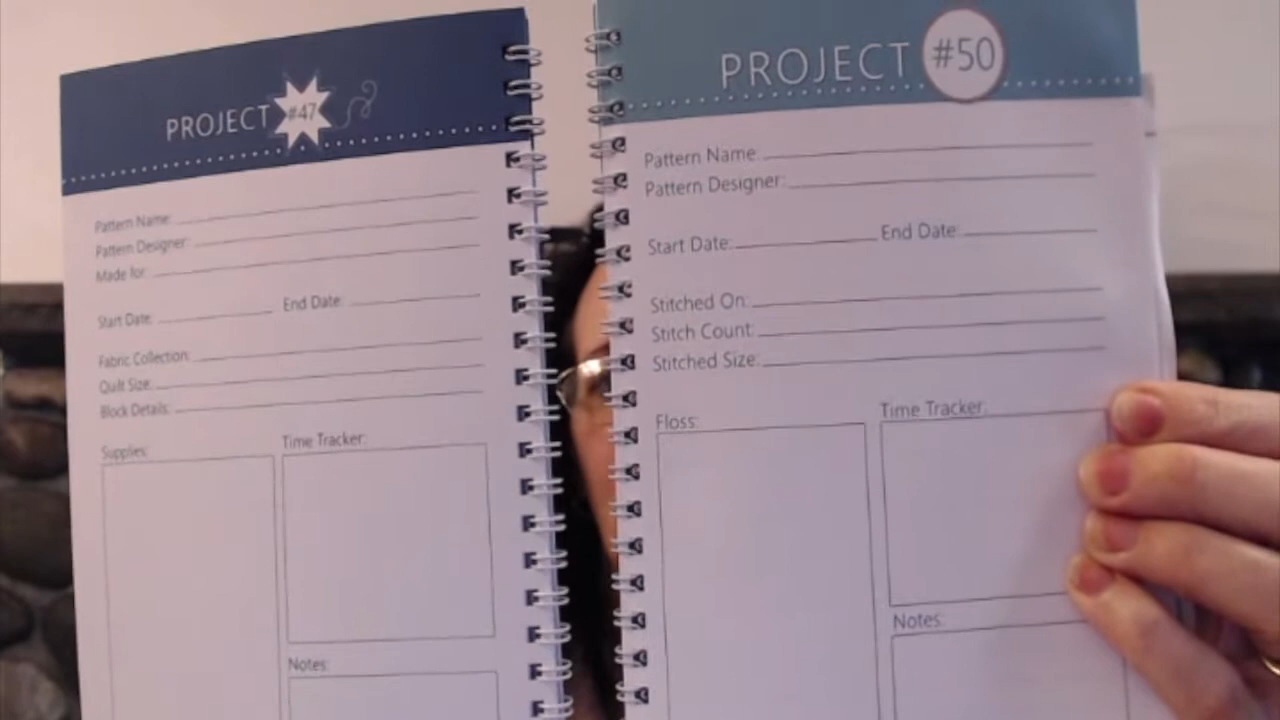 PROJECT #47
Pattern Name:
Pattern Designer:
Made for:
Start Date: End Date:
Fabric Collection:
Quilt Size:
Block Details:
Supplies: Time Tracker:
Notes:
PROJECT #50
Pattern Name:
Pattern Designer:
Start Date: End Date:
Stitched On:
Stitch Count:
Stitched Size:
Floss: Time Tracker:
Notes: